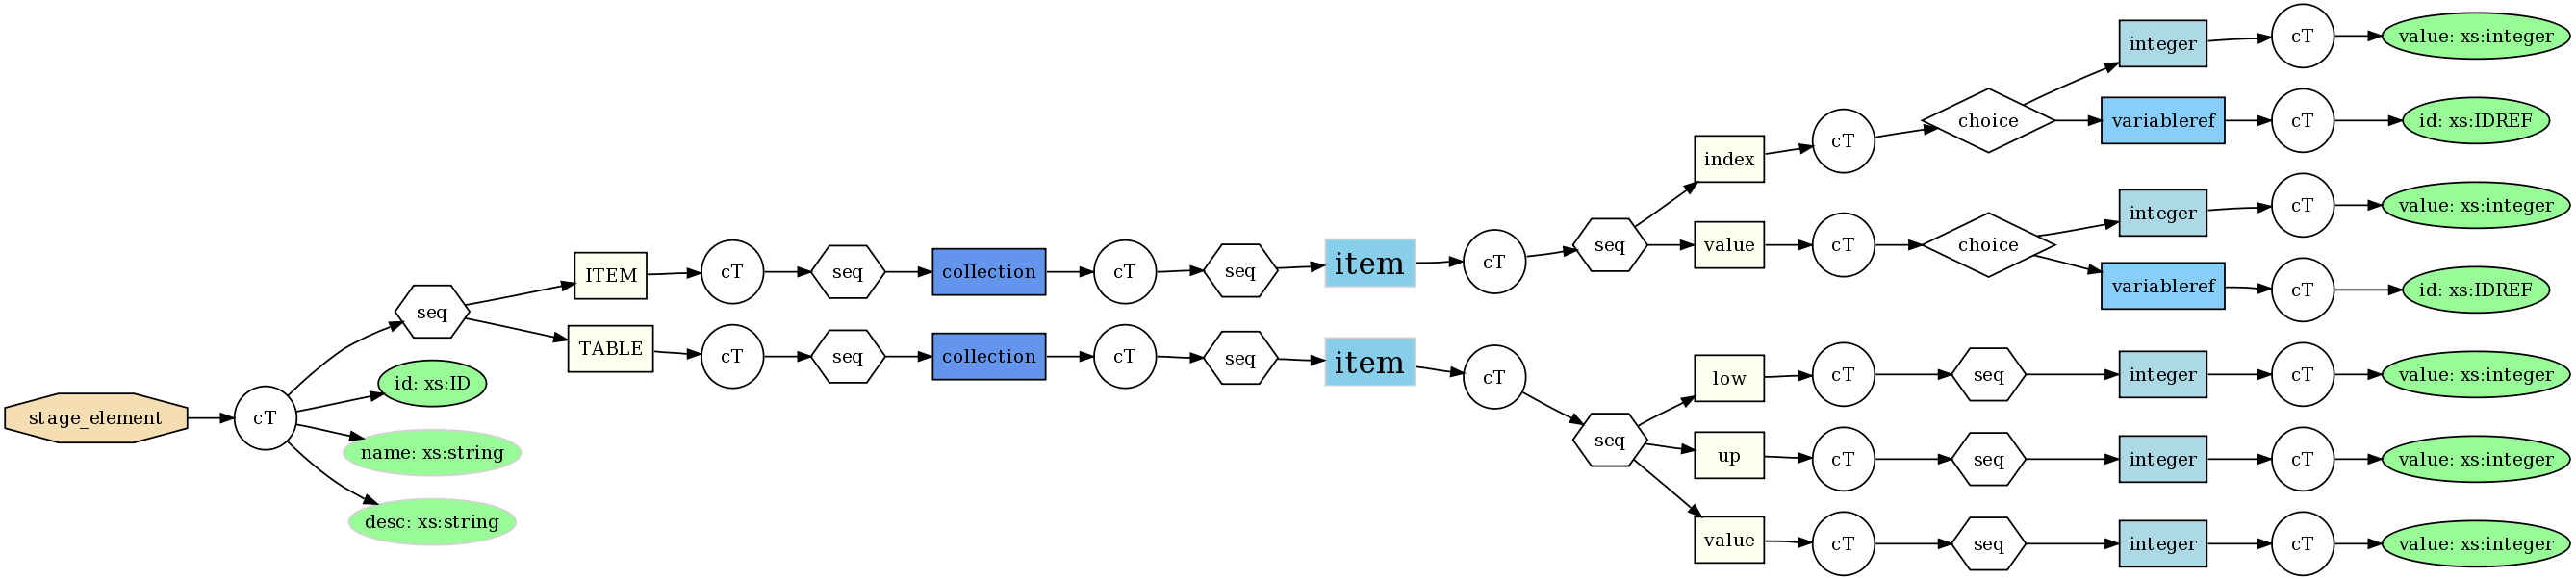 stage_element
cT
seq
id: xs:ID
name: xs:string
desc: xs:string
ITEM
cT
seq
collection
cT
seq
item
cT
seq
index
cT
choice
integer
cT
value: xs:integer
variableref
cT
id: xs:IDREF
value
cT
choice
integer
cT
value: xs:integer
variableref
cT
id: xs:IDREF
TABLE
cT
seq
collection
cT
seq
item
cT
seq
low
cT
seq
integer
cT
value: xs:integer
up
cT
seq
integer
cT
value: xs:integer
value
cT
seq
integer
cT
value: xs:integer